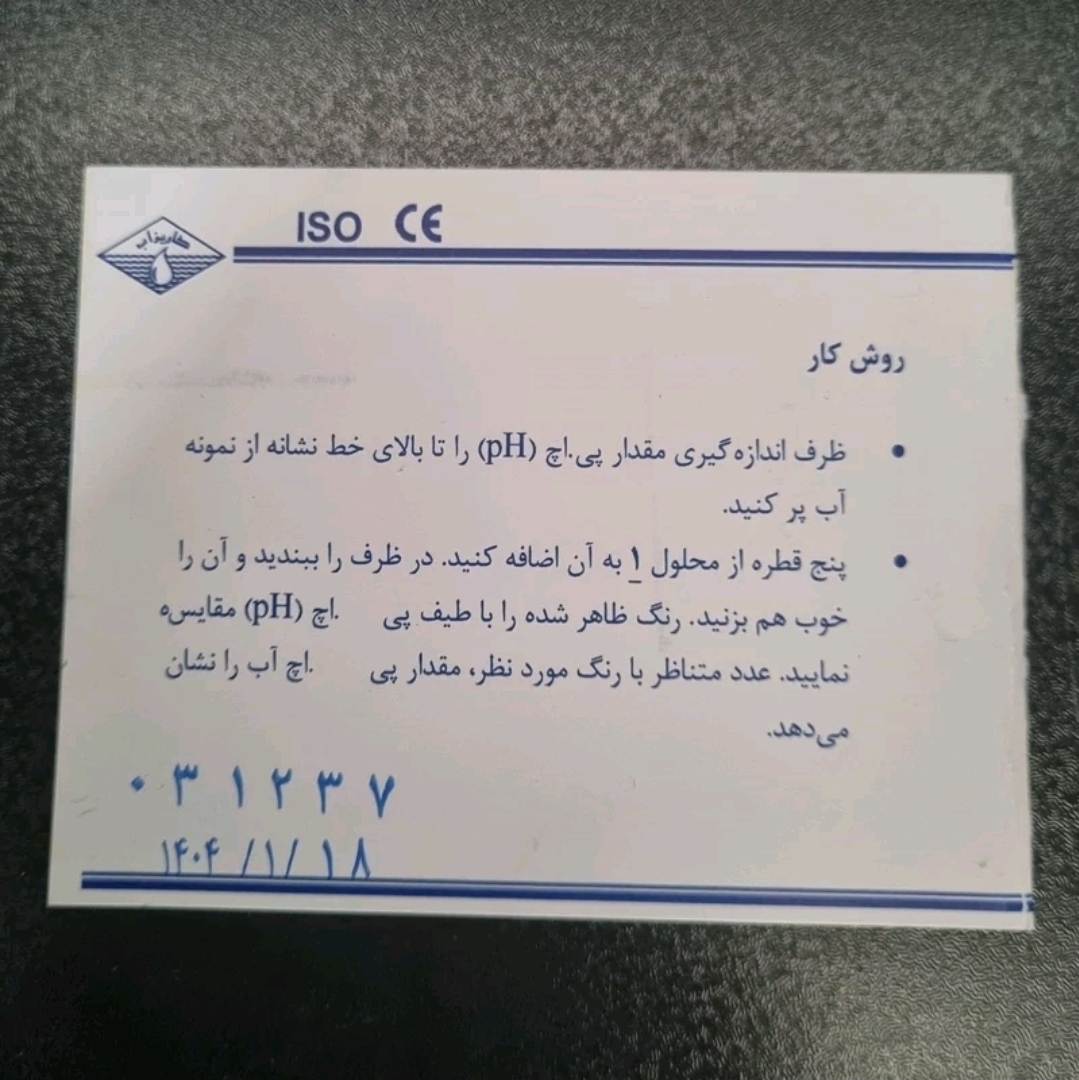 ISO CE
کاریزاب
روش کار
• ظرف اندازه‌گیری مقدار پی.اچ (pH) را تا بالای خط نشانه از نمونه
آب پر کنید.
• پنج قطره از محلول 1 به آن اضافه کنید. در ظرف را ببندید و آن را
خوب هم بزنید. رنگ ظاهر شده را با طیف پی .اچ (pH) مقایسه
نمایید. عدد متناظر با رنگ مورد نظر، مقدار پی .اچ آب را نشان
می‌دهد.
۰۳۱۲۳۷
۱۴۰۴/۱/۱۸